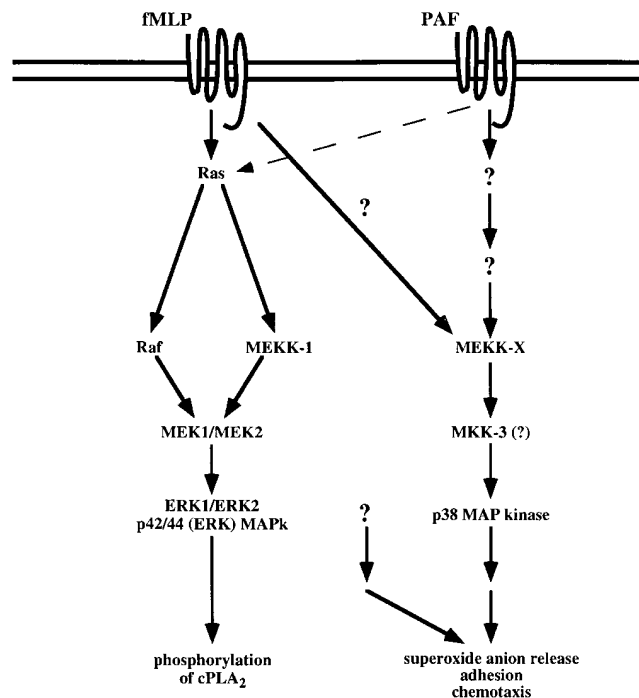 fMLP
PAF
Ras
?
?
?
Raf
MEKK-1
MEKK-X
MEK1/MEK2
MKK-3 (?)
ERK1/ERK2
p42/44 (ERK) MAPk
?
p38 MAP kinase
phosphorylation
of cPLA2
superoxide anion release
adhesion
chemotaxis